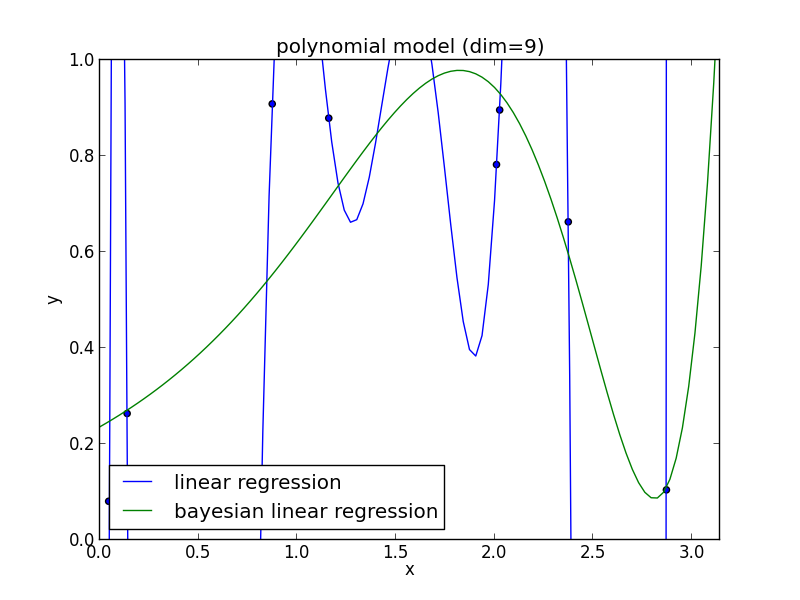 polynomial model (dim=9)
1.0
0.8
0.6
0.4
0.2
0.0
y
linear regression
bayesian linear regression
0.0 0.5 1.0 1.5 2.0 2.5 3.0
x